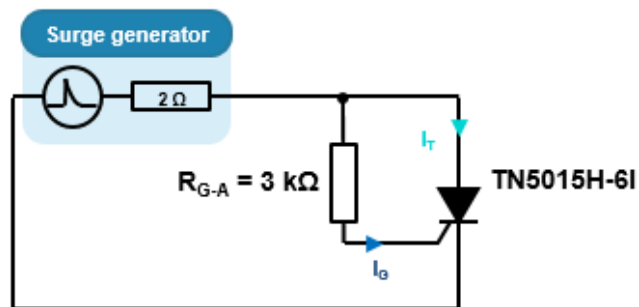 Surge generator
2 Ω
I_T
R_G-A = 3 kΩ
TN5015H-6I
I_G